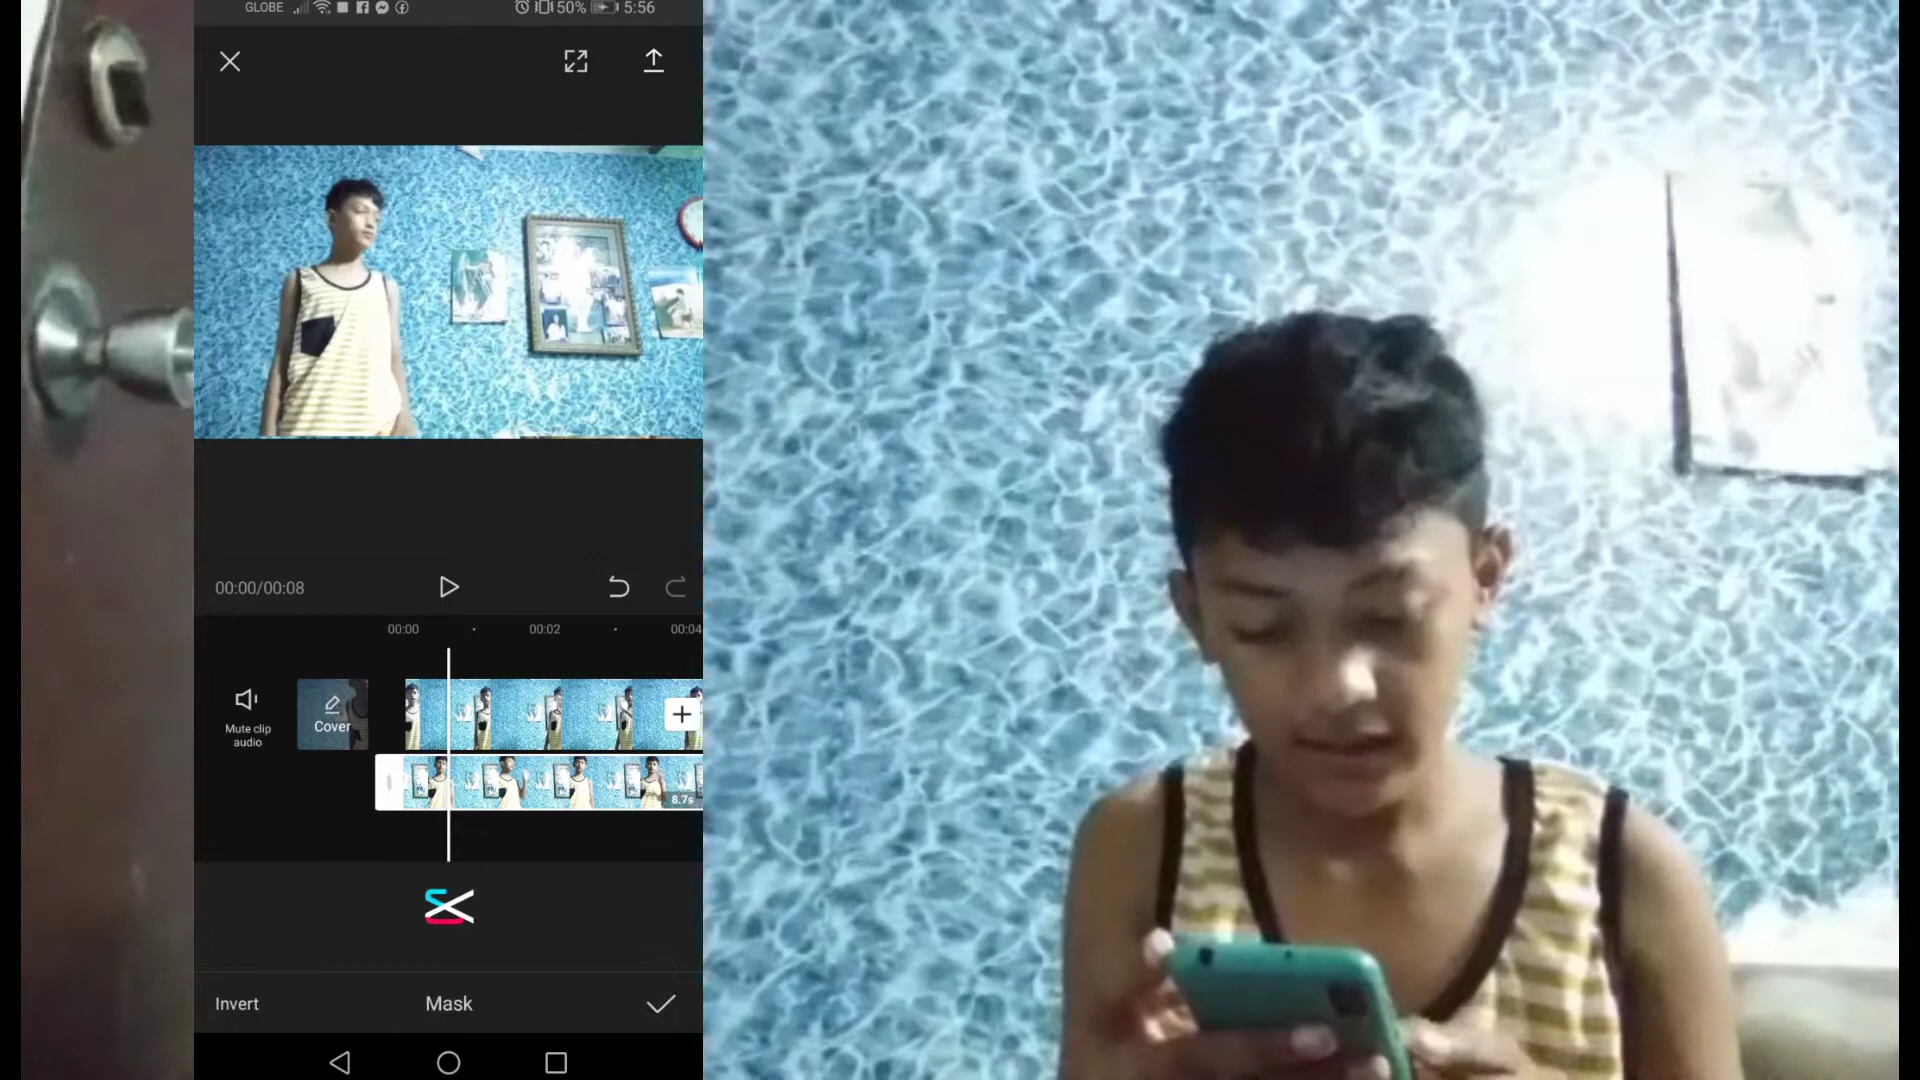 GLOBE 50% 5:56
00:00/00:08
00:00 00:02 00:04
Mute clip
audio
Cover
8.7s
Invert Mask